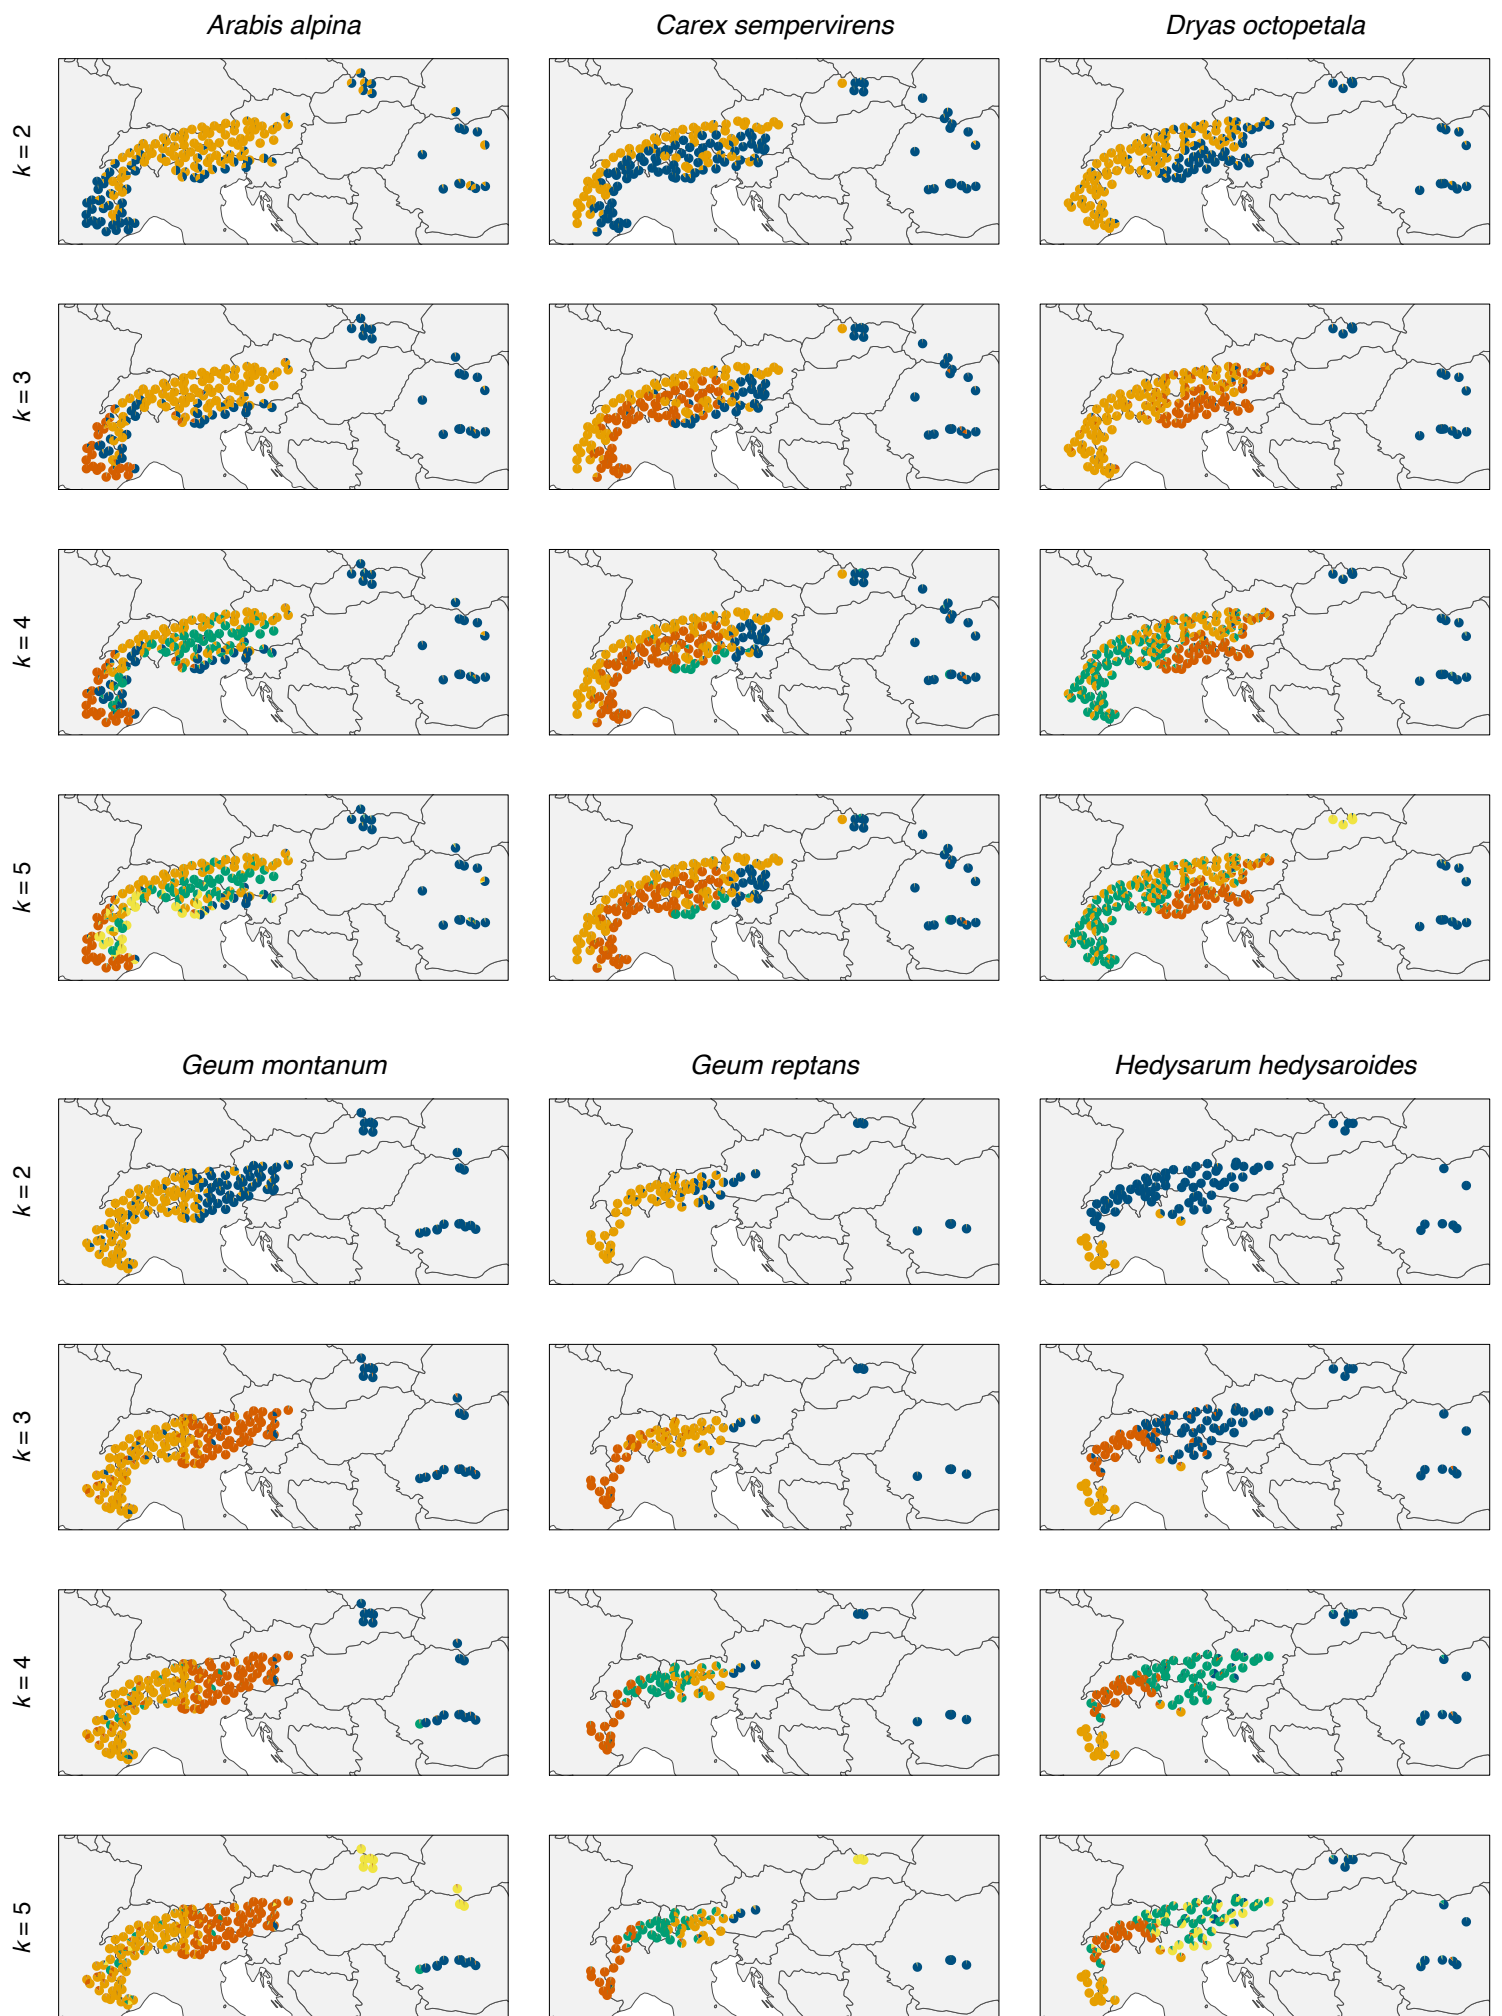 Arabis alpina Carex sempervirens Dryas octopetala
k = 2
k = 3
k = 4
k = 5
Geum montanum Geum reptans Hedysarum hedysaroides
k = 2
k = 3
k = 4
k = 5